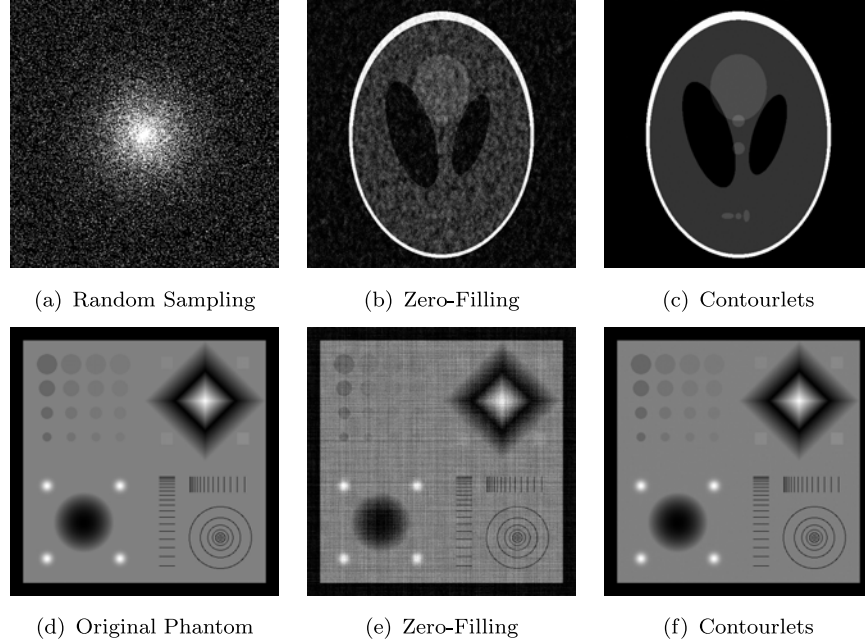 (a) Random Sampling
(b) Zero-Filling
(c) Contourlets
(d) Original Phantom
(e) Zero-Filling
(f) Contourlets